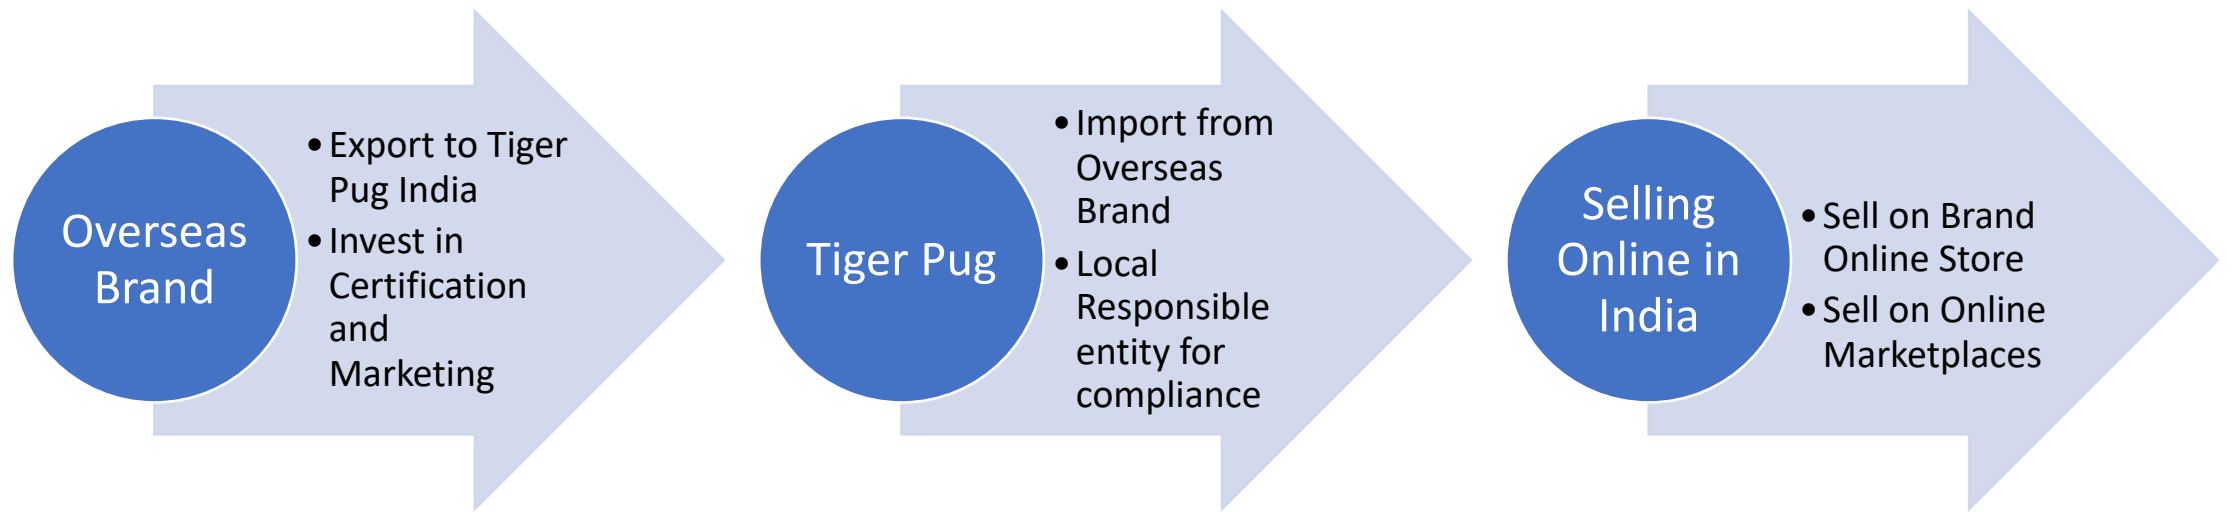 Overseas
Brand
•Export to Tiger
Pug India
•Invest in
Certification
and
Marketing
Tiger Pug
•Import from
Overseas
Brand
•Local
Responsible
entity for
compliance
Selling
Online in
India
•Sell on Brand
Online Store
•Sell on Online
Marketplaces